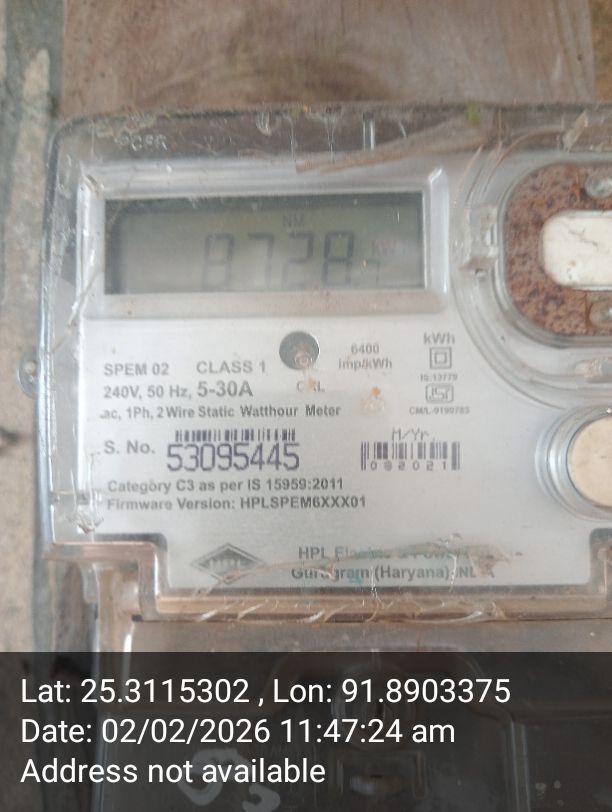 8728
SPEM 02 CLASS 1
6400
imp/kWh
kWh
240V, 50 Hz, 5-30A
IS:13779
CM/L-9190783
ac, 1Ph, 2 Wire Static Watthour Meter
M/Yr.
S. No. 53095445
082021
Category C3 as per IS 15959:2011
Firmware Version: HPLSPEM6XXX01
HPL
Gurugram (Haryana)
Lat: 25.3115302 , Lon: 91.8903375
Date: 02/02/2026 11:47:24 am
Address not available